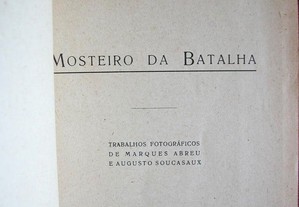 MOSTEIRO DA BATALHA
TRABALHOS FOTOGRÁFICOS
DE MARQUES ABREU
E AUGUSTO SOUCASAUX